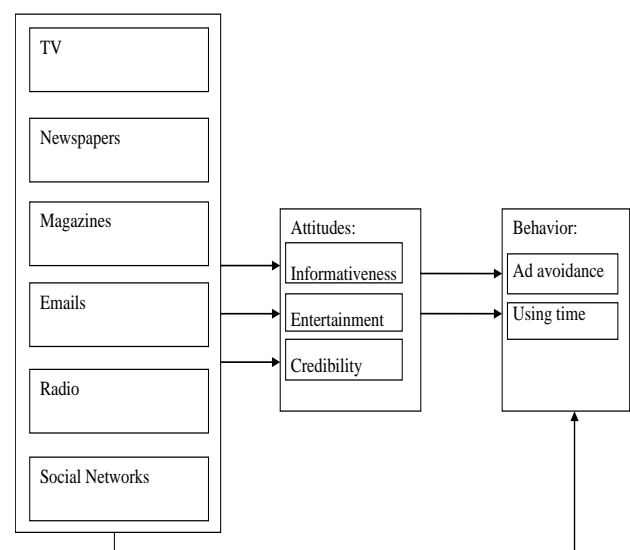 TV
Newspapers
Magazines
Emails
Radio
Social Networks
Attitudes:
Informativeness
Entertainment
Credibility
Behavior:
Ad avoidance
Using time